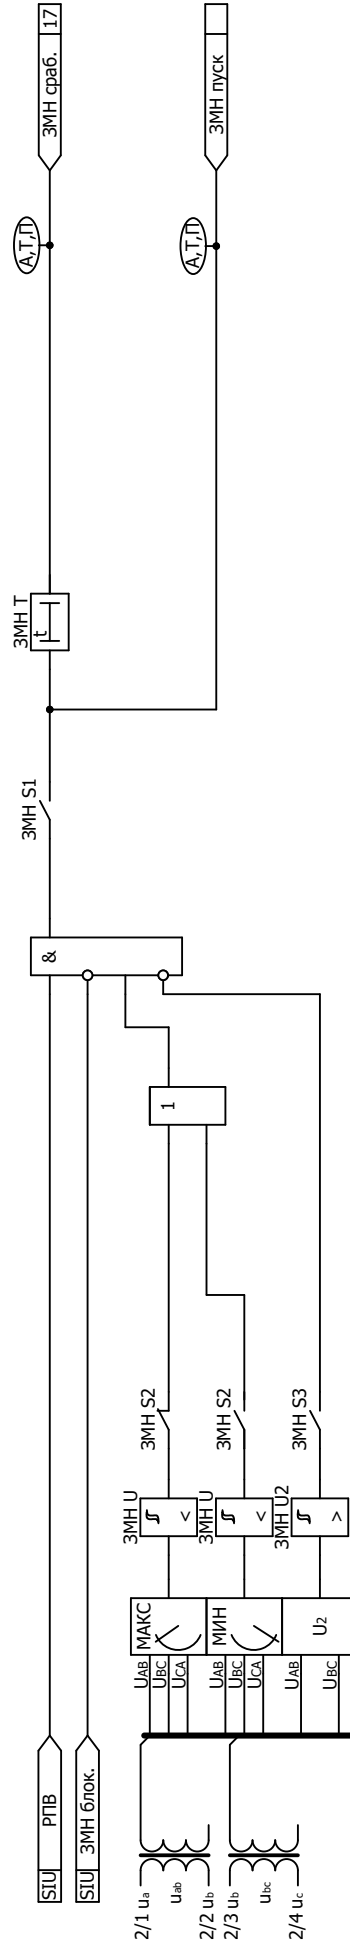 SIU РПВ
SIU ЗМН блок.
2/1 ua
uab
2/2 ub
2/3 ub
ubc
2/4 uc
UAB
UBC
UCA
МАКС
UAB
UBC
UCA
МИН
UAB
UBC
U2
ЗМН U
<
ЗМН U
<
ЗМН U2
>
ЗМН S2
ЗМН S2
ЗМН S3
1
&
ЗМН S1
ЗМН T
t
А,Т,П
ЗМН сраб. 17
А,Т,П
ЗМН пуск